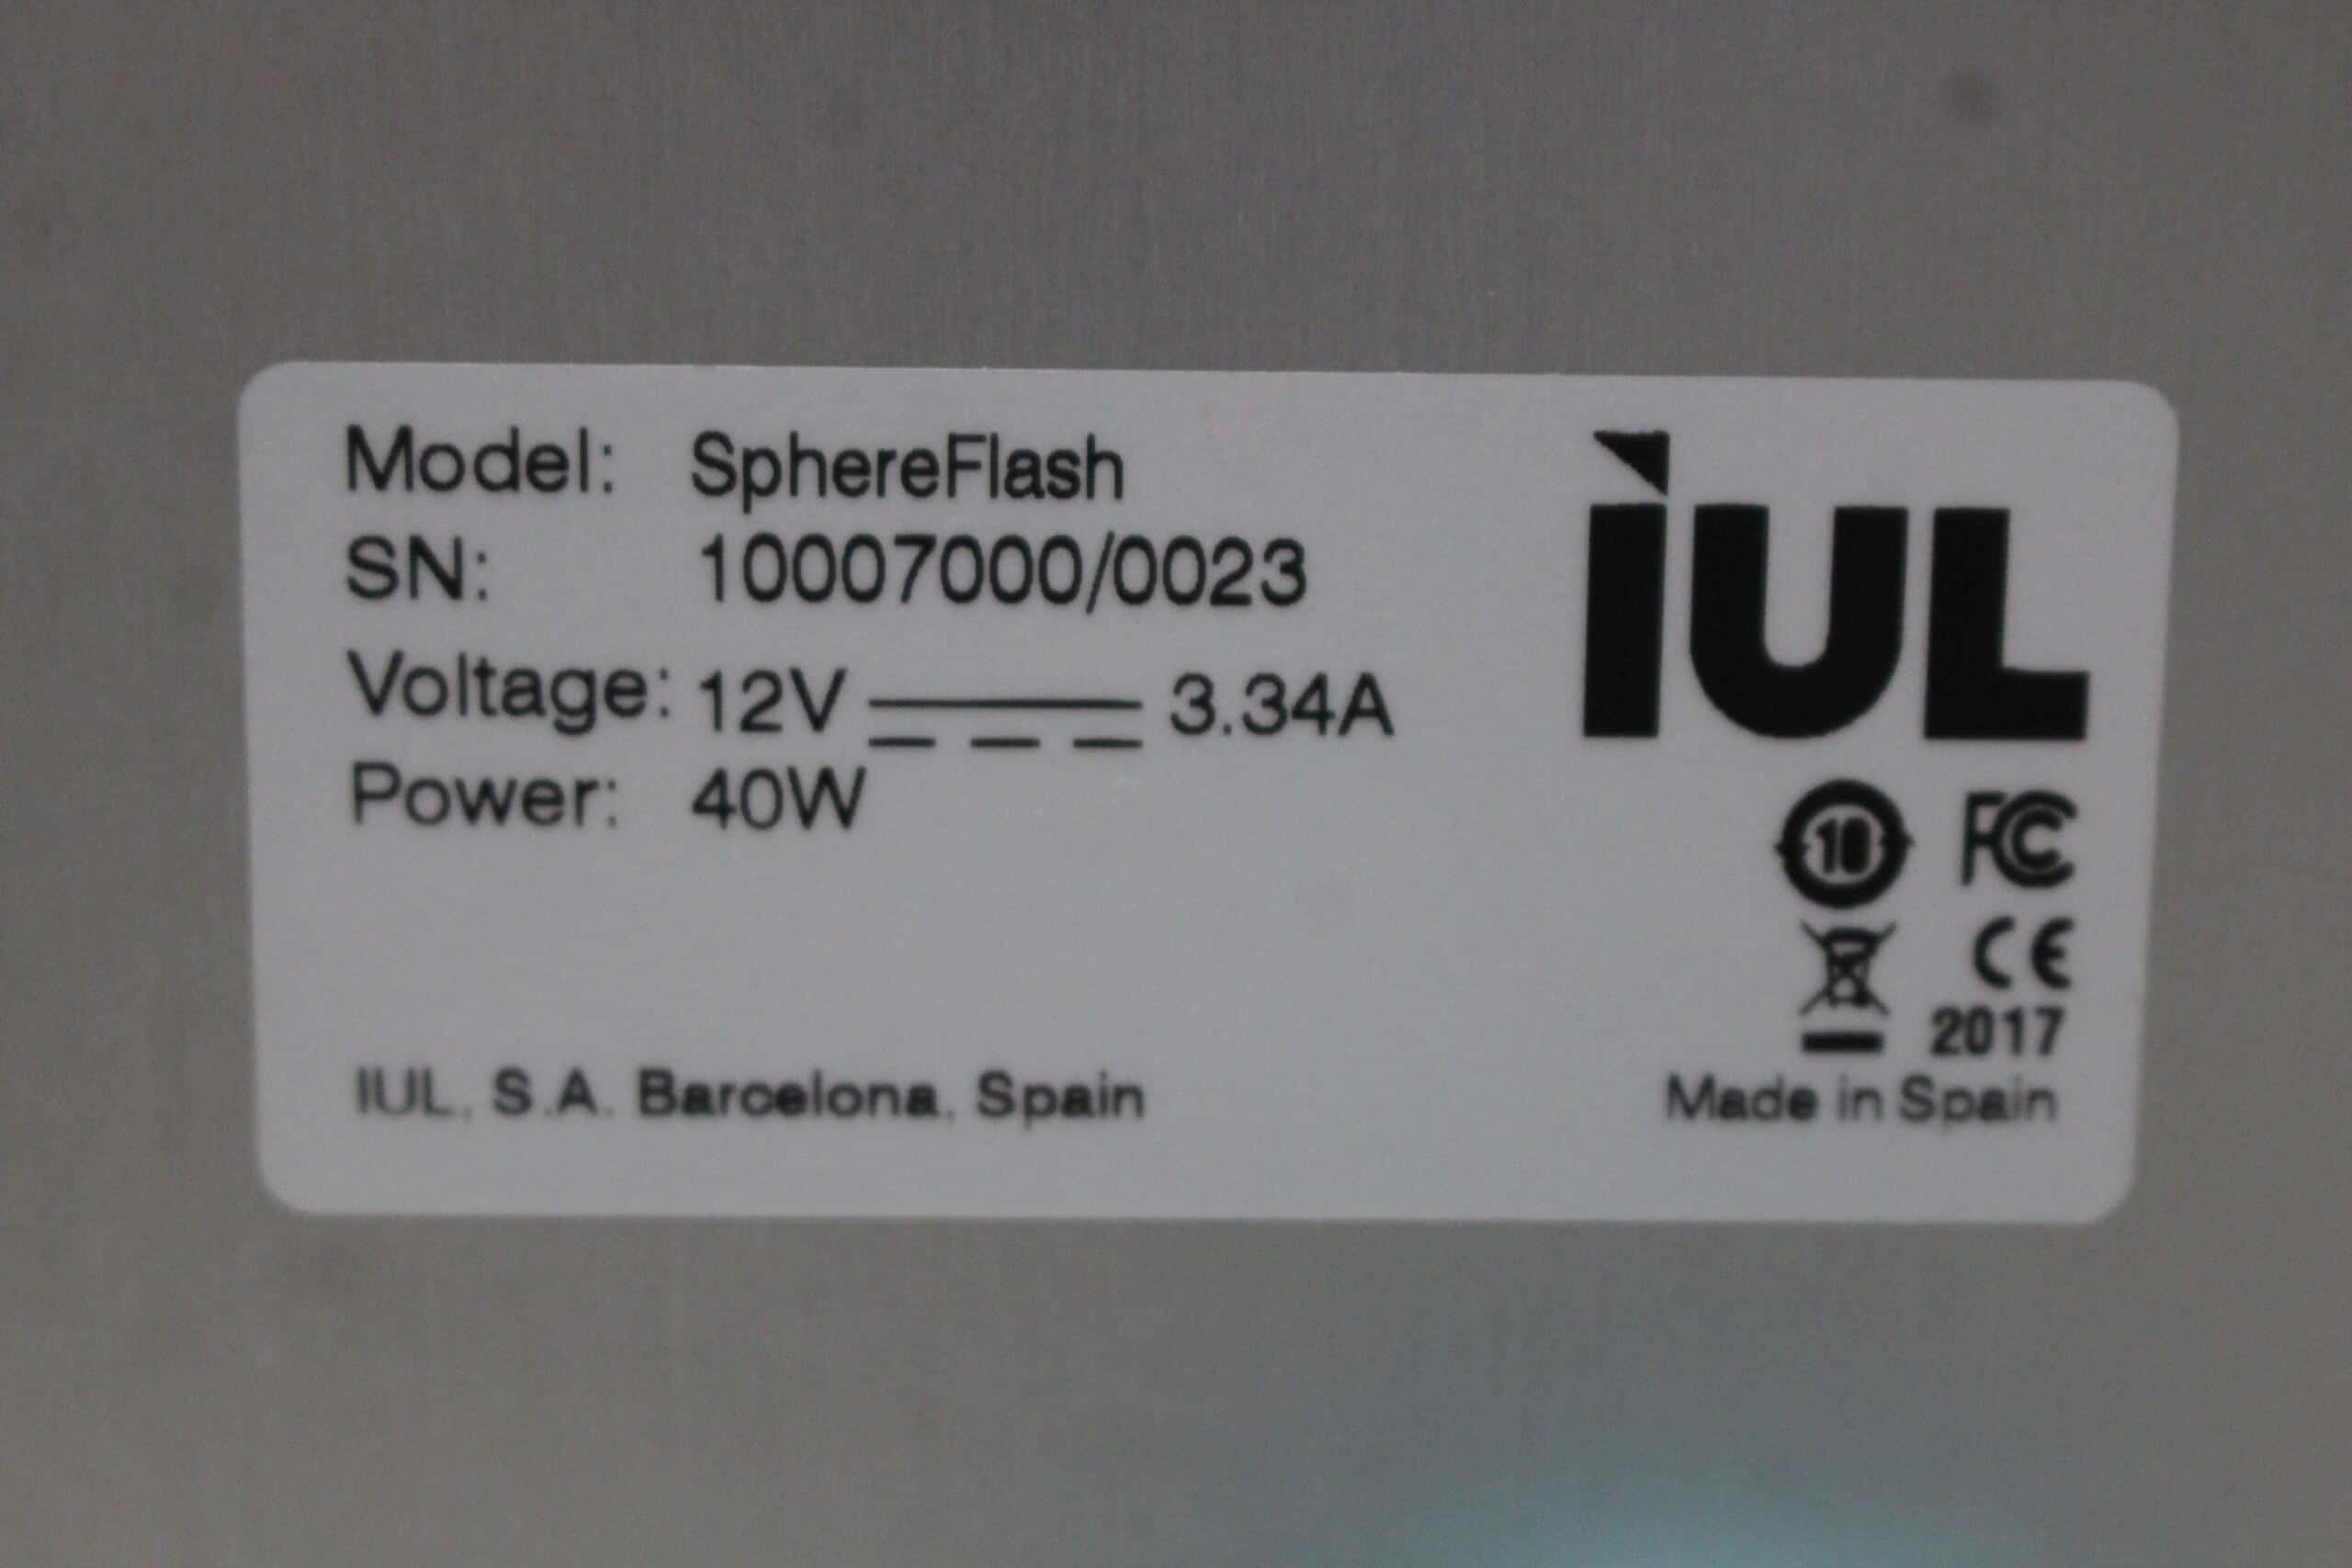 Model: SphereFlash
SN: 10007000/0023
Voltage: 12V 3.34A
Power: 40W
IUL, S.A. Barcelona, Spain
iUL
10 FC
CE
2017
Made in Spain